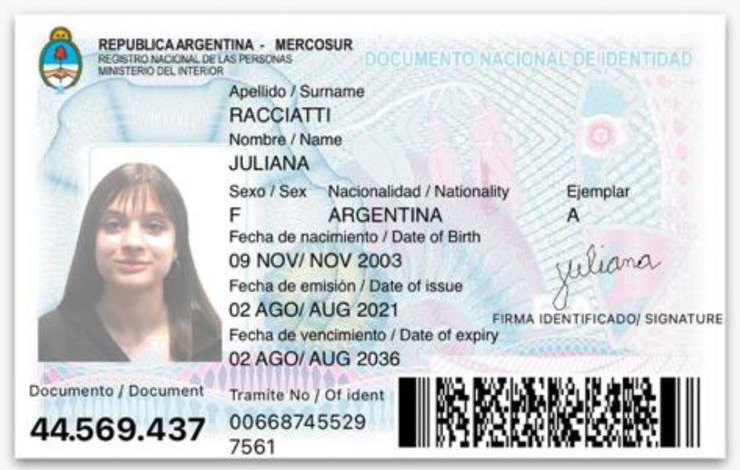 REPUBLICA ARGENTINA - MERCOSUR
REGISTRO NACIONAL DE LAS PERSONAS
MINISTERIO DEL INTERIOR
DOCUMENTO NACIONAL DE IDENTIDAD
Apellido / Surname
RACCIATTI
Nombre / Name
JULIANA
Sexo / Sex Nacionalidad / Nationality Ejemplar
F ARGENTINA A
Fecha de nacimiento / Date of Birth
09 NOV/ NOV 2003
Fecha de emisión / Date of issue
02 AGO/ AUG 2021
juliana
FIRMA IDENTIFICADO/ SIGNATURE
Fecha de vencimiento / Date of expiry
02 AGO/ AUG 2036
Documento / Document
44.569.437
Tramite No / Of ident
00668745529
7561